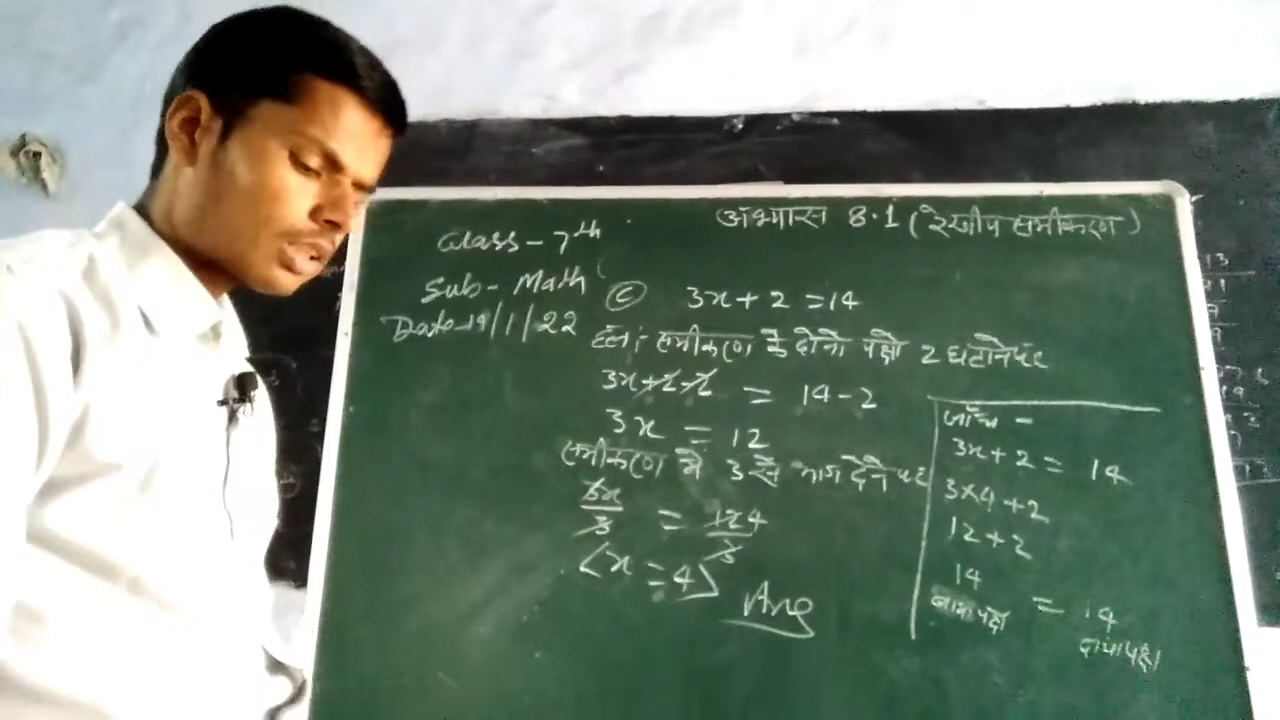 Class - 7th
Sub - Math
Date 19/1/22
अभ्यास 8.1 (रेखीय समीकरण)
(c) 3x + 2 = 14
हल : समीकरण के दोनो पक्षो 2 घटाने पर
3x + 2 - 2 = 14 - 2
3x = 12
समीकरण मे 3 से भाग देने पर
3x/3 = 12/3 4
<x = 4>
Ans
जाँच -
3x + 2 = 14
3×4 + 2
12 + 2
14 = 14
दायापक्ष